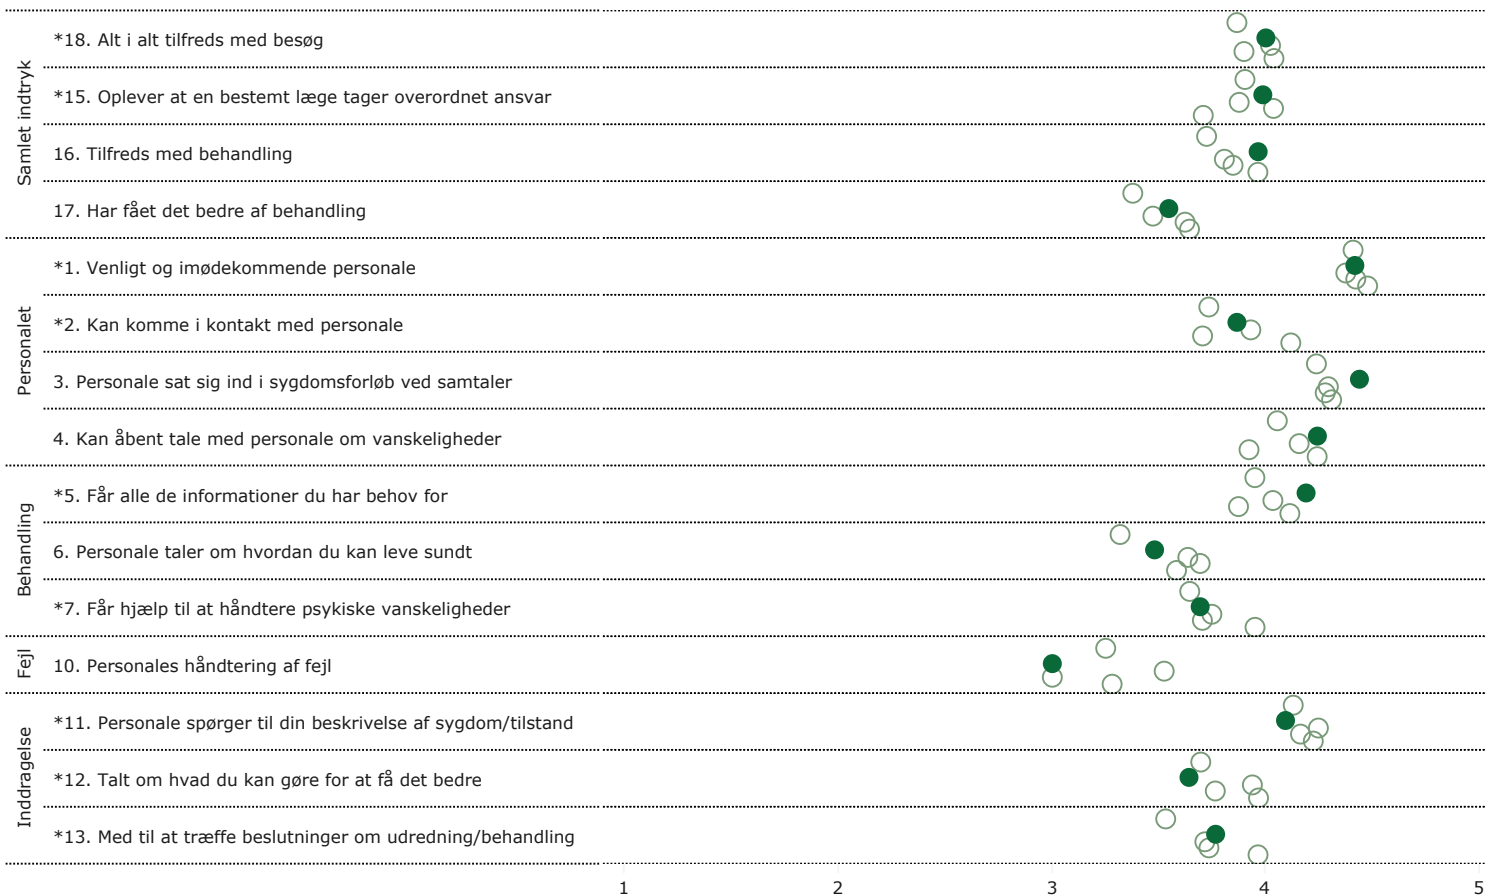 Samlet indtryk
*18. Alt i alt tilfreds med besøg
*15. Oplever at en bestemt læge tager overordnet ansvar
16. Tilfreds med behandling
17. Har fået det bedre af behandling
Personalet
*1. Venligt og imødekommende personale
*2. Kan komme i kontakt med personale
3. Personale sat sig ind i sygdomsforløb ved samtaler
4. Kan åbent tale med personale om vanskeligheder
Behandling
*5. Får alle de informationer du har behov for
6. Personale taler om hvordan du kan leve sundt
*7. Får hjælp til at håndtere psykiske vanskeligheder
Fejl
10. Personales håndtering af fejl
Inddragelse
*11. Personale spørger til din beskrivelse af sygdom/tilstand
*12. Talt om hvad du kan gøre for at få det bedre
*13. Med til at træffe beslutninger om udredning/behandling
1 2 3 4 5